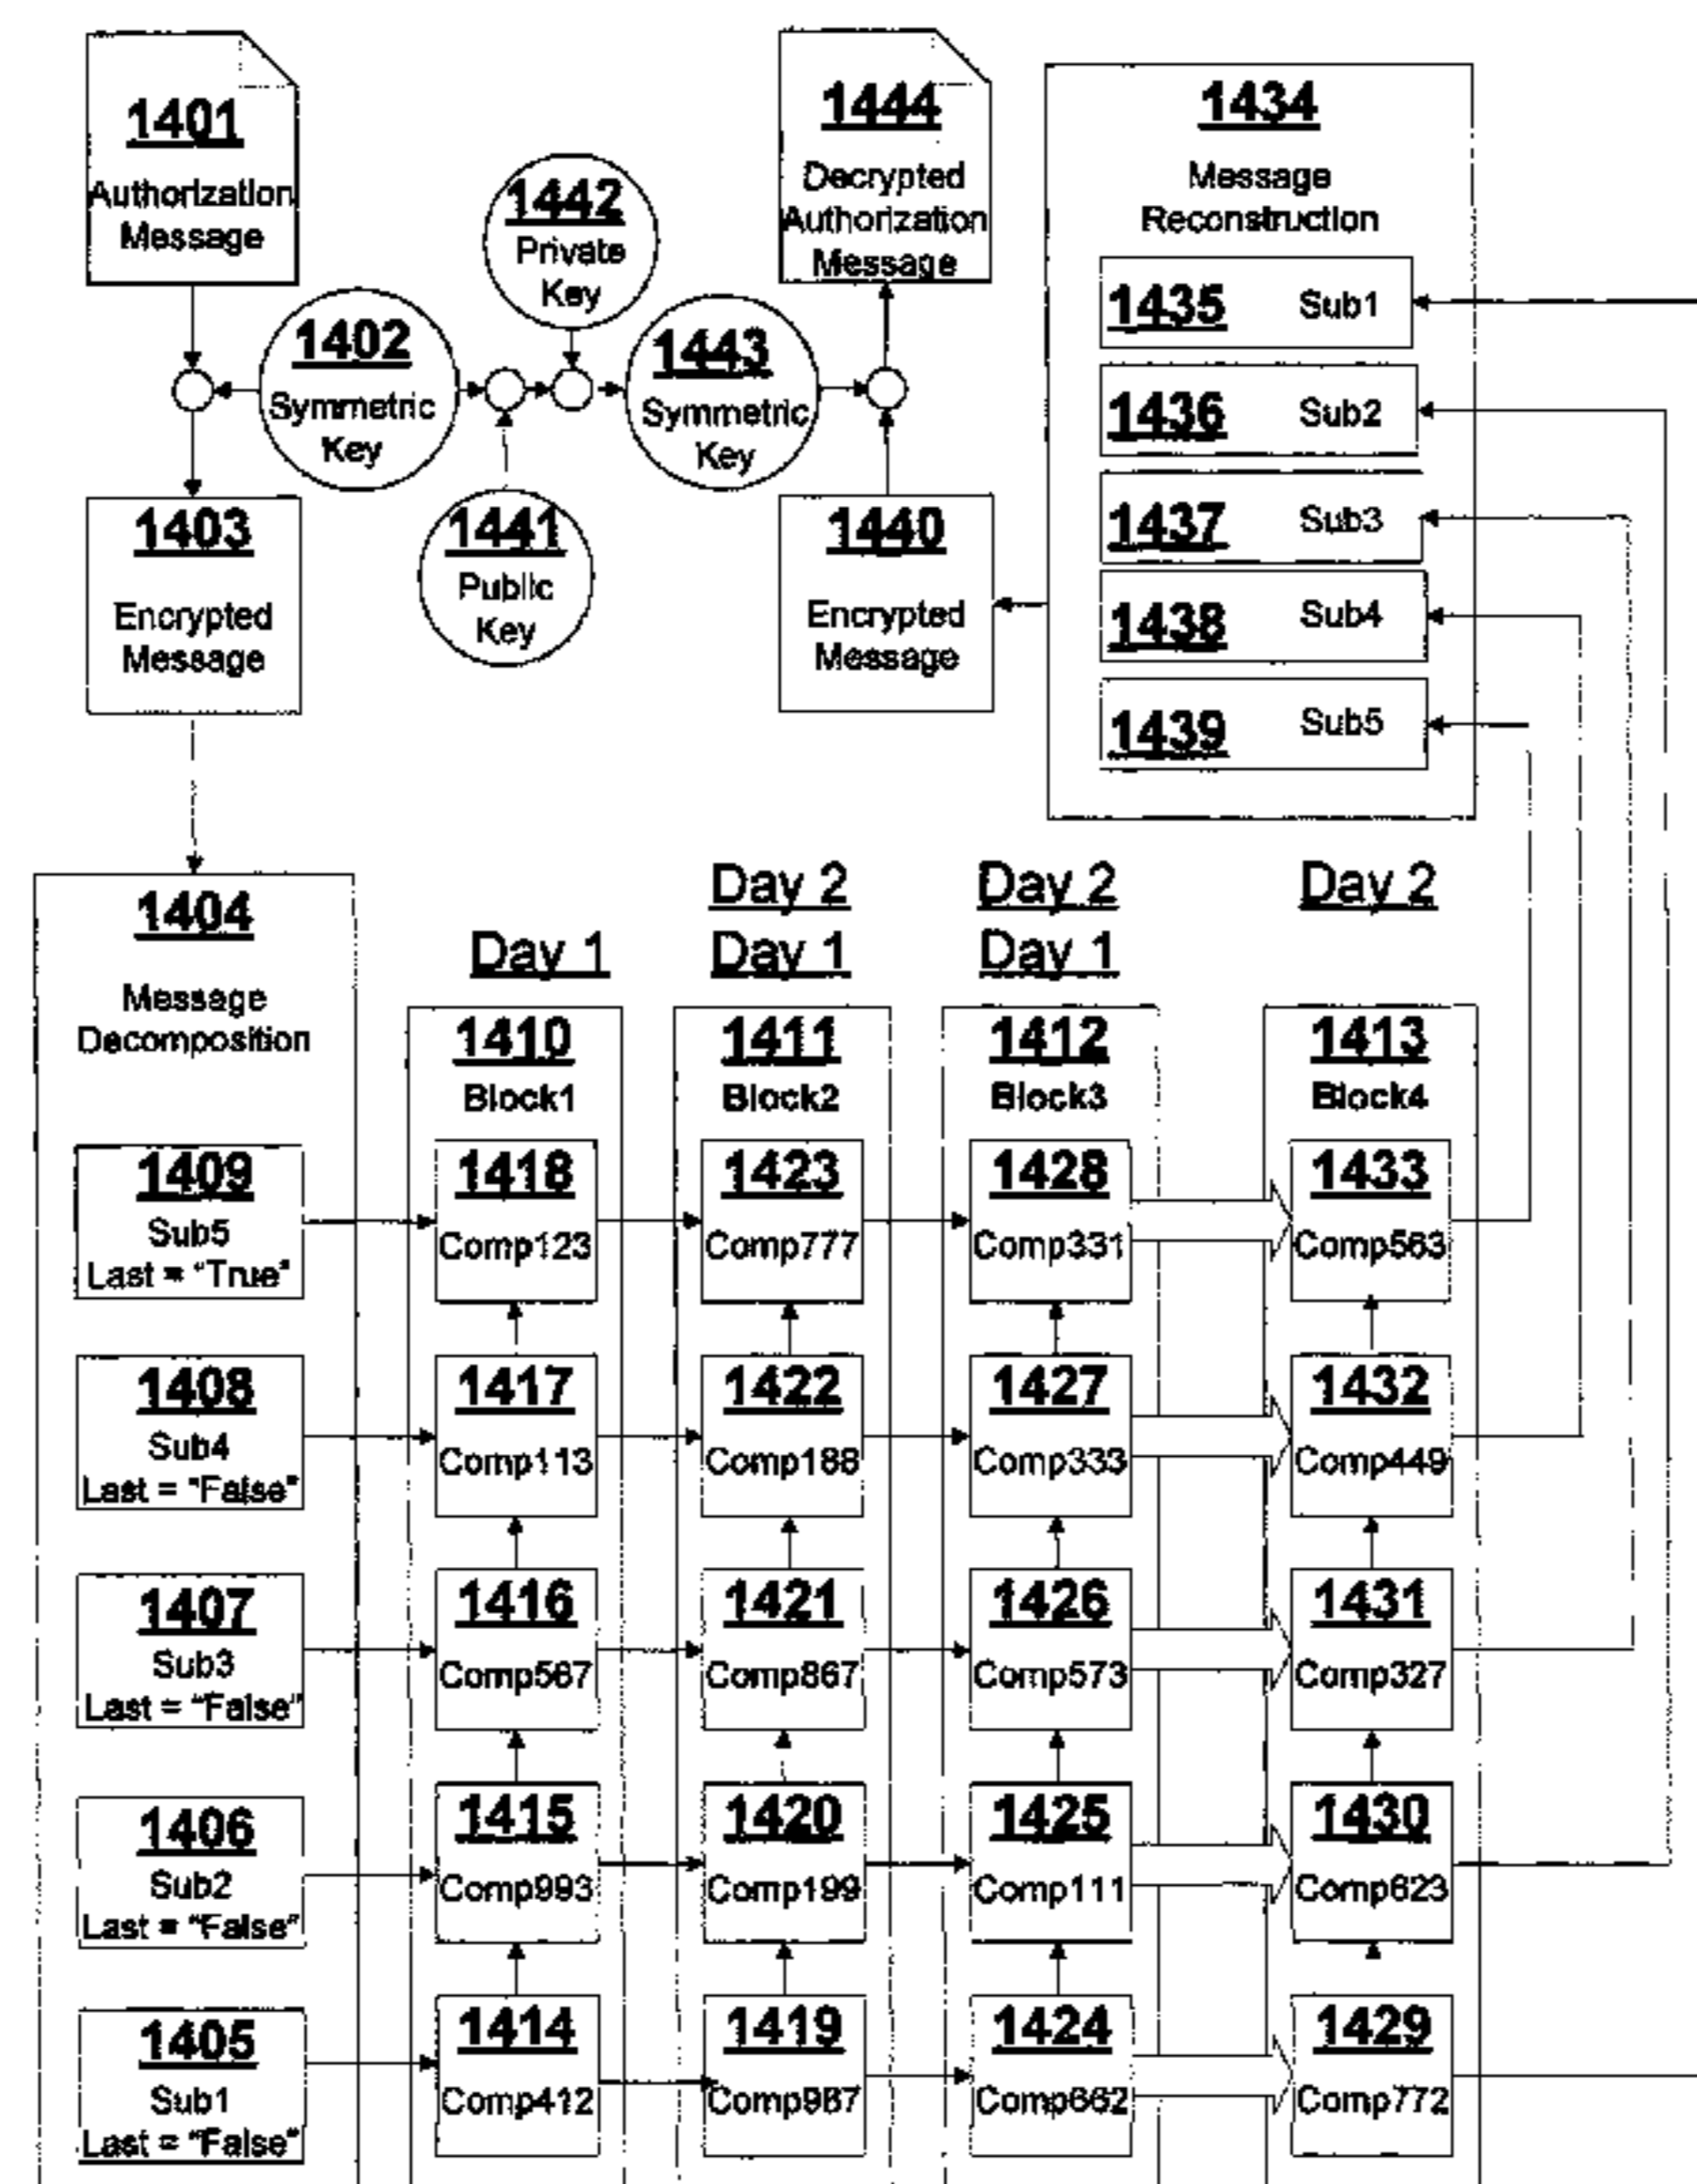 1401
Authorization
Message
1442
Private
Key
1444
Decrypted
Authorization
Message
1434
Message
Reconstruction
1435 Sub1
1436 Sub2
1437 Sub3
1438 Sub4
1439 Sub5
1402
Symmetric
Key
1443
Symmetric
Key
1403
Encrypted
Message
1441
Public
Key
1440
Encrypted
Message
1404
Message
Decomposition
Day 1
Day 2
Day 1
Day 2
Day 1
Day 2
1410
Block1
1411
Block2
1412
Block3
1413
Block4
1409
Sub5
Last = "True"
1418
Comp123
1423
Comp777
1428
Comp331
1433
Comp563
1408
Sub4
Last = "False"
1417
Comp113
1422
Comp188
1427
Comp333
1432
Comp449
1407
Sub3
Last = "False"
1416
Comp567
1421
Comp867
1426
Comp573
1431
Comp327
1406
Sub2
Last = "False"
1415
Comp993
1420
Comp199
1425
Comp111
1430
Comp623
1405
Sub1
Last = "False"
1414
Comp412
1419
Comp987
1424
Comp662
1429
Comp772